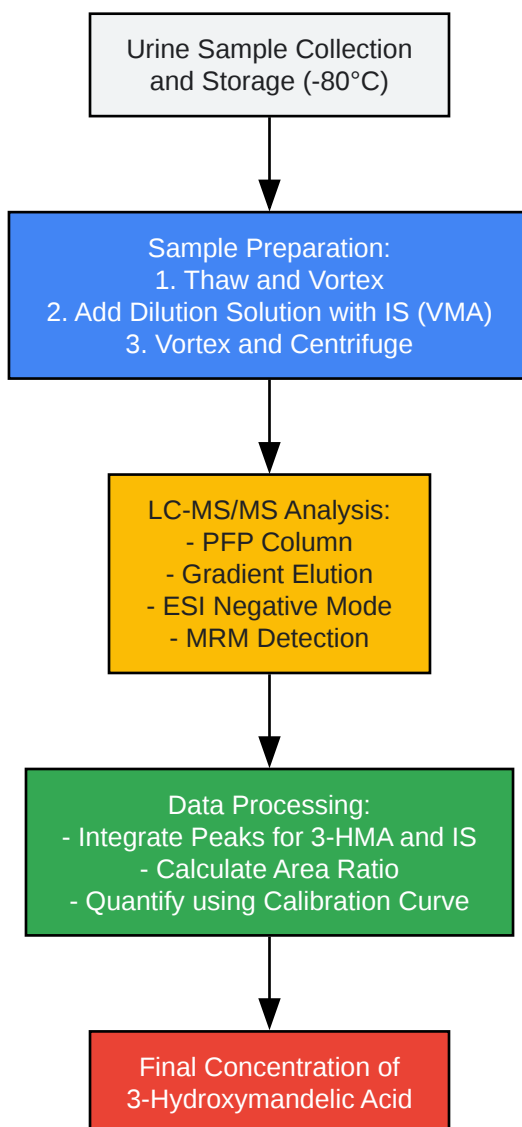 Urine Sample Collection
and Storage (-80°C)
Sample Preparation:
1. Thaw and Vortex
2. Add Dilution Solution with IS (VMA)
3. Vortex and Centrifuge
LC-MS/MS Analysis:
- PFP Column
- Gradient Elution
- ESI Negative Mode
- MRM Detection
Data Processing:
- Integrate Peaks for 3-HMA and IS
- Calculate Area Ratio
- Quantify using Calibration Curve
Final Concentration of
3-Hydroxymandelic Acid